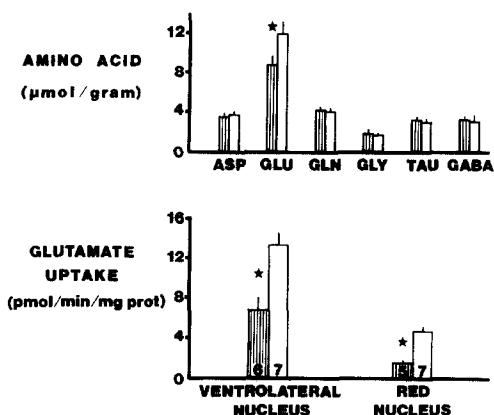 AMINO ACID
(μmol/gram)
12
8
4
0
★
ASP GLU GLN GLY TAU GABA
GLUTAMATE
UPTAKE
(pmol/min/mg prot)
16
12
8
4
0
★
★
6 7
5 7
VENTROLATERAL
NUCLEUS
RED
NUCLEUS